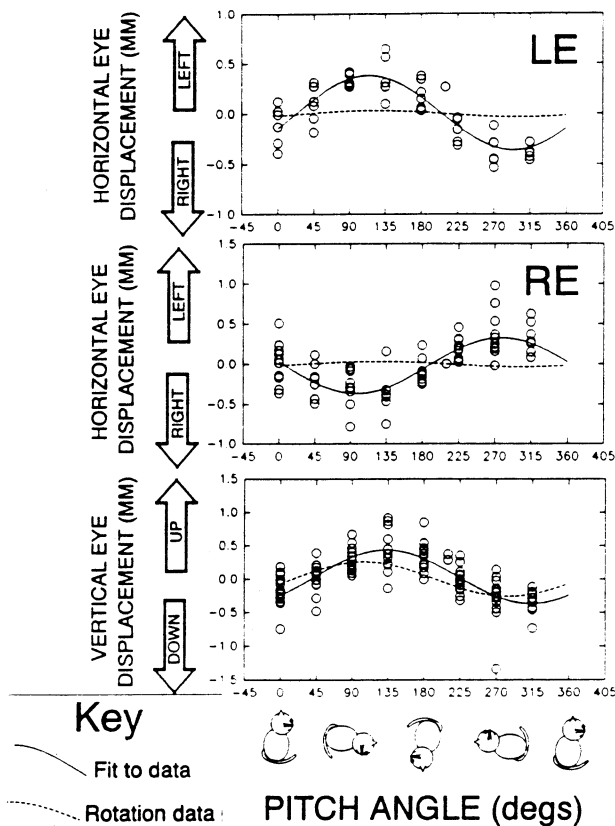 HORIZONTAL EYE
DISPLACEMENT (MM)
LEFT
RIGHT
1.0
0.5
0.0
-0.5
-1.0
LE
-45 0 45 90 135 180 225 270 315 360 405
HORIZONTAL EYE
DISPLACEMENT (MM)
LEFT
RIGHT
1.5
1.0
0.5
0.0
-0.5
-1.0
RE
-45 0 45 90 135 180 225 270 315 360 405
VERTICAL EYE
DISPLACEMENT (MM)
UP
DOWN
1.5
1.0
0.5
0.0
-0.5
-1.0
-1.5
-45 0 45 90 135 180 225 270 315 360 405
Key
Fit to data
Rotation data
PITCH ANGLE (degs)